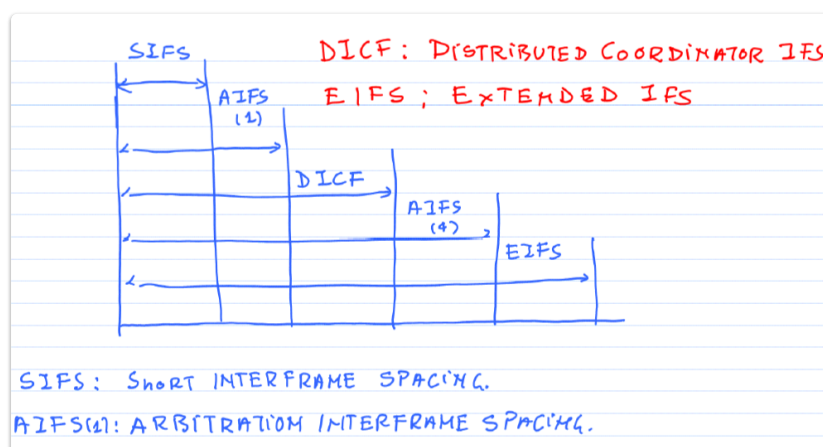 SIFS
DICF: DISTRIBUTED COORDINATOR IFS
AIFS
(1)
EIFS ; EXTENDED IFS
DICF
AIFS
(4)
EIFS
SIFS: SHORT INTERFRAME SPACING.
AIFS(1): ARBITRATION INTERFRAME SPACING.